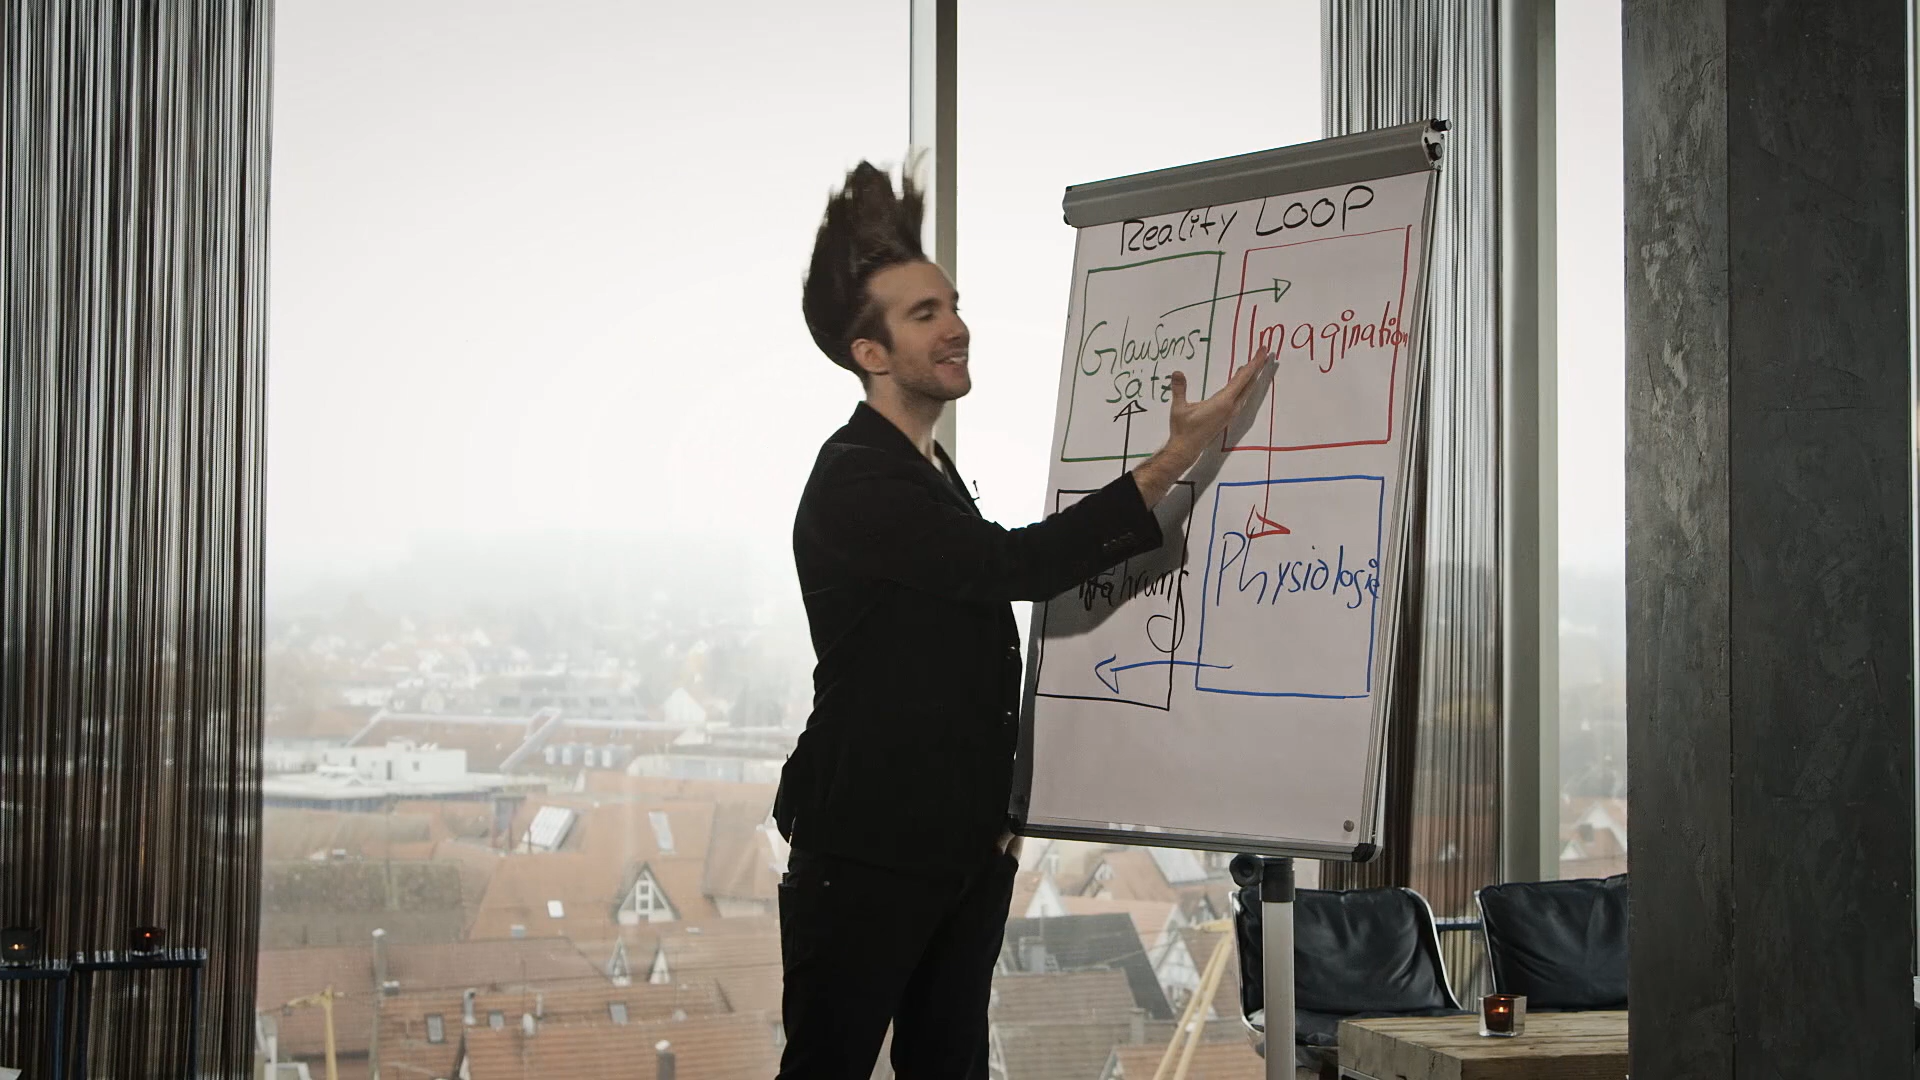 Reality LOOP
Glaubens-
sätze
Imagination
Physiologie